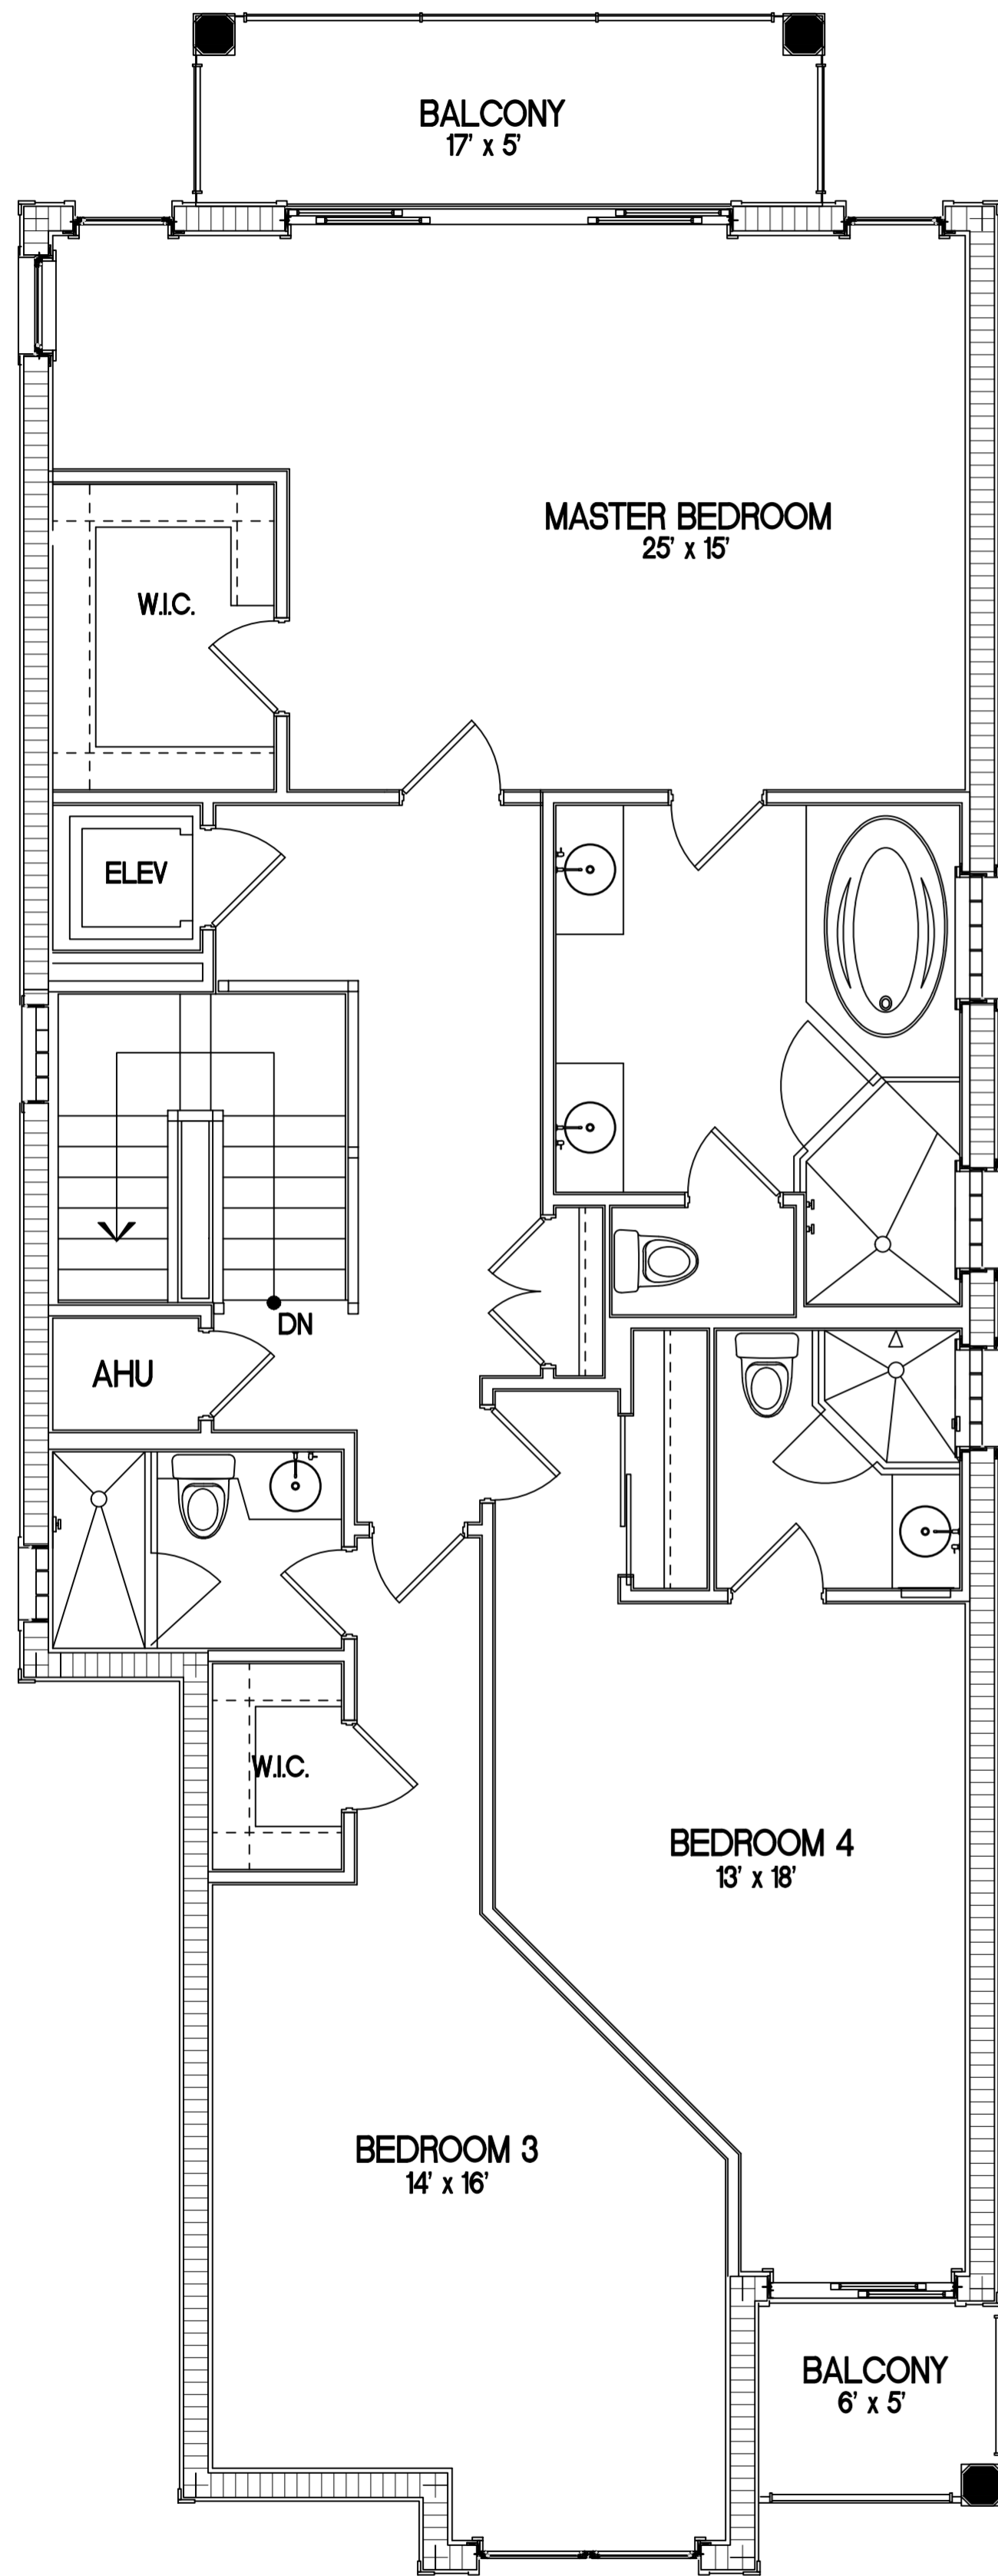 BALCONY
17' x 5'
MASTER BEDROOM
25' x 15'
W.I.C.
ELEV
DN
AHU
W.I.C.
BEDROOM 4
13' x 18'
BEDROOM 3
14' x 16'
BALCONY
6' x 5'